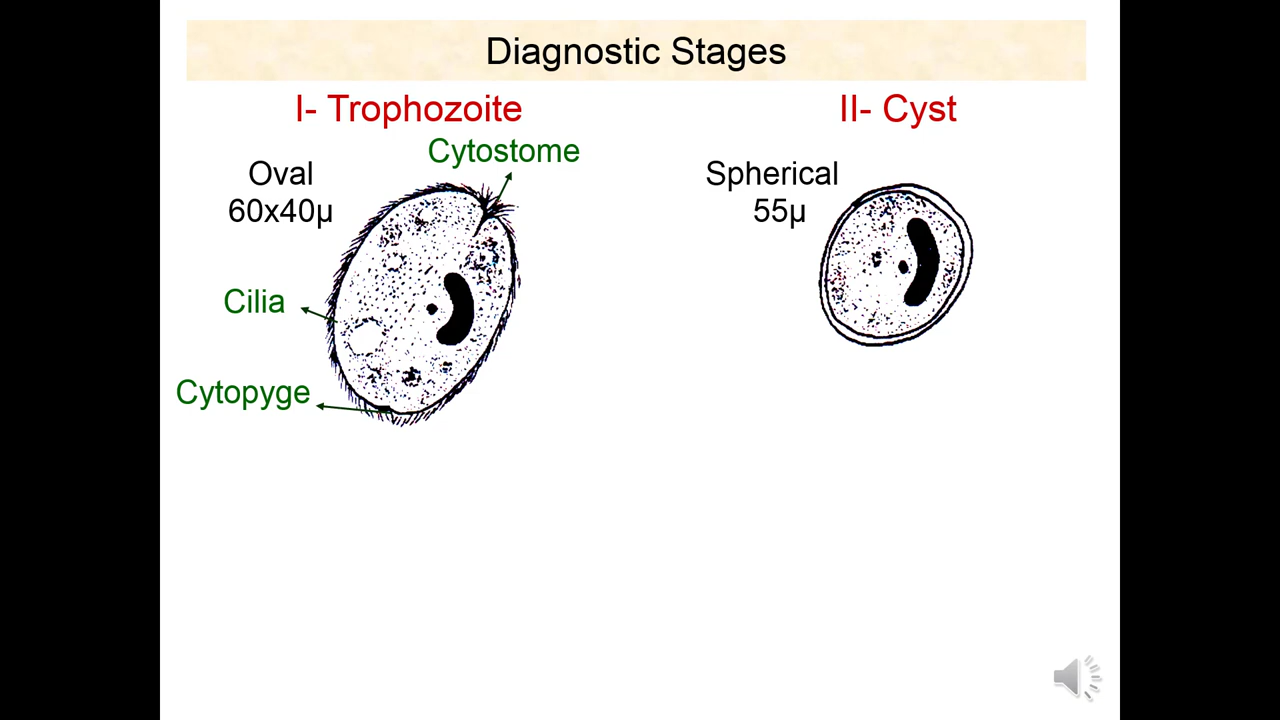 Diagnostic Stages
I- Trophozoite
Cytostome
Oval
60x40µ
Cilia
Cytopyge
II- Cyst
Spherical
55µ